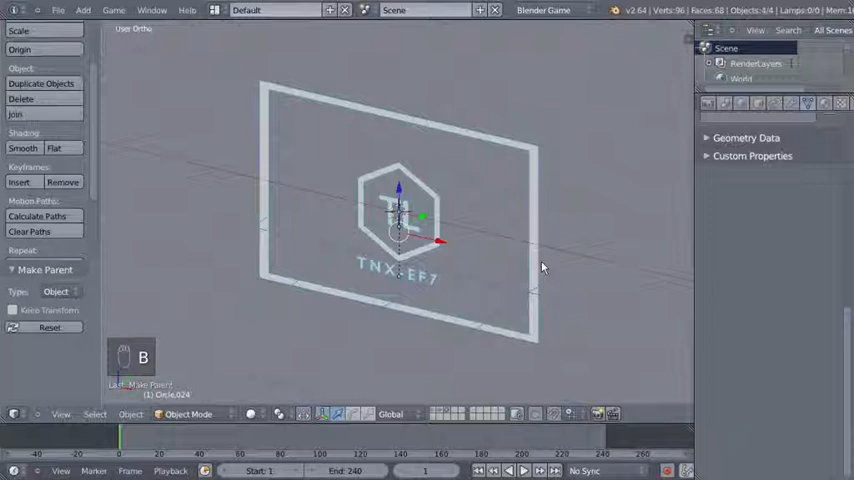 File Add Game Window Help Default Scene Blender Game v2.64 | Verts:96 | Faces:68 | Objects:4/4 | Lamps:0/0 | Mem:1
Scale
Origin
Object:
Duplicate Objects
Delete
Join
Shading:
Smooth Flat
Keyframes:
Insert Remove
Motion Paths:
Calculate Paths
Clear Paths
Repeat:
Make Parent
Type: Object
Keep Transform
Reset
User Ortho
TL
TNX-EF7
B
Last: Make Parent
(1) Circle.024
View Search All Scenes
Scene
RenderLayers
World
Geometry Data
Custom Properties
View Select Object Object Mode Global
-40 -20 0 20 40 60 80 100 120 140 160 180 200 220 240 260
View Marker Frame Playback Start: 1 End: 240 1 No Sync